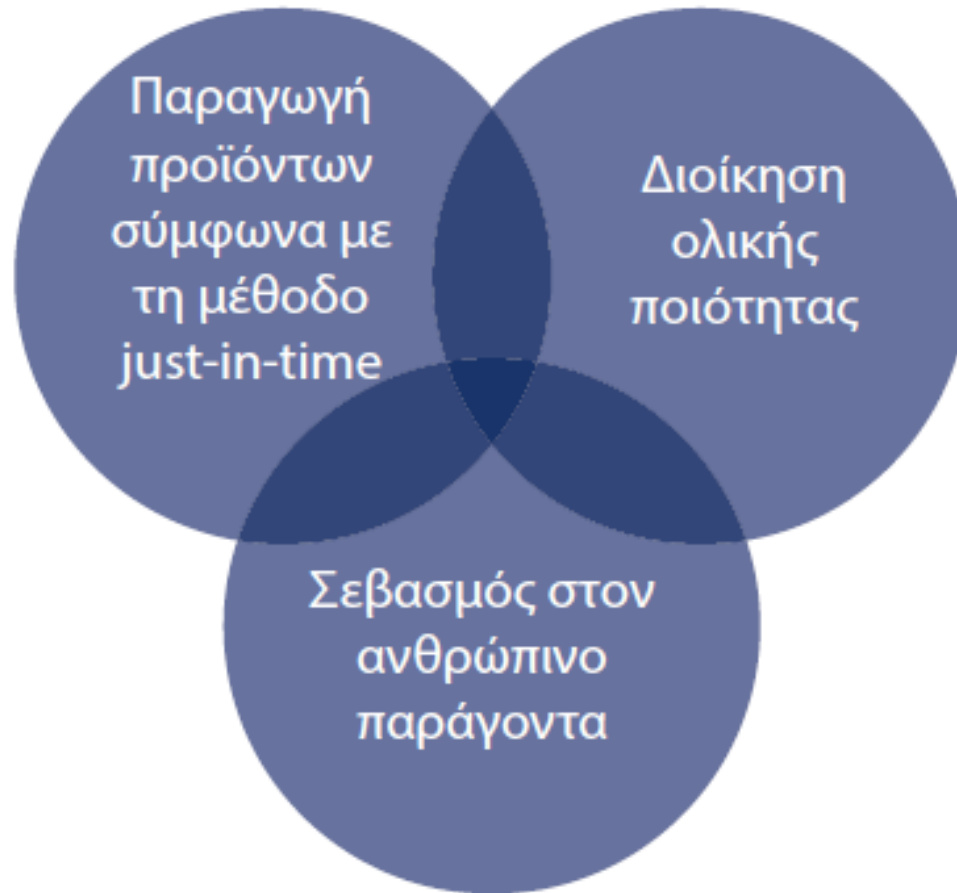 Παραγωγή
προϊόντων
σύμφωνα με
τη μέθοδο
just-in-time
Διοίκηση
ολικής
ποιότητας
Σεβασμός στον
ανθρώπινο
παράγοντα